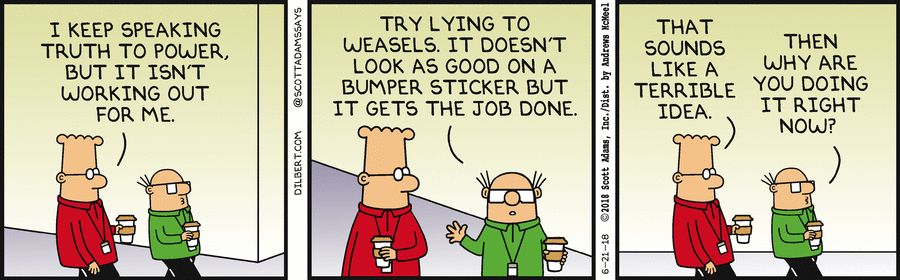 I KEEP SPEAKING
TRUTH TO POWER,
BUT IT ISN'T
WORKING OUT
FOR ME.
DILBERT.COM @SCOTTADAMSSAYS
TRY LYING TO
WEASELS. IT DOESN'T
LOOK AS GOOD ON A
BUMPER STICKER BUT
IT GETS THE JOB DONE.
6-21-18 ©2018 Scott Adams, Inc./Dist. by Andrews McMeel
THAT
SOUNDS
LIKE A
TERRIBLE
IDEA.
THEN
WHY ARE
YOU DOING
IT RIGHT
NOW?